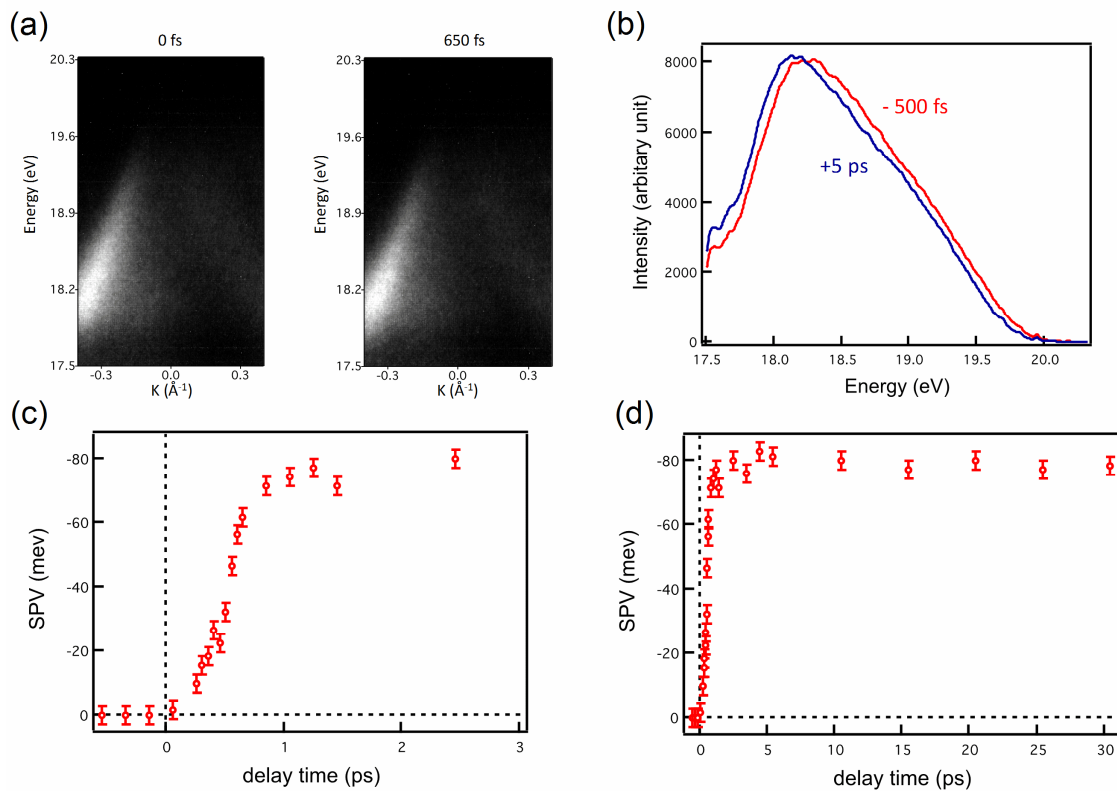 (a)
0 fs
650 fs
Energy (eV)
20.3
19.6
18.9
18.2
17.5
-0.3
0.0
0.3
K (Å⁻¹)
Energy (eV)
20.3
19.6
18.9
18.2
17.5
-0.3
0.0
0.3
K (Å⁻¹)
(b)
Intensity (arbitary unit)
8000
6000
4000
2000
0
- 500 fs
+5 ps
17.5
18.0
18.5
19.0
19.5
20.0
Energy (eV)
(c)
SPV (mev)
-80
-60
-40
-20
0
0
1
2
3
delay time (ps)
(d)
SPV (mev)
-80
-60
-40
-20
0
0
5
10
15
20
25
30
delay time (ps)